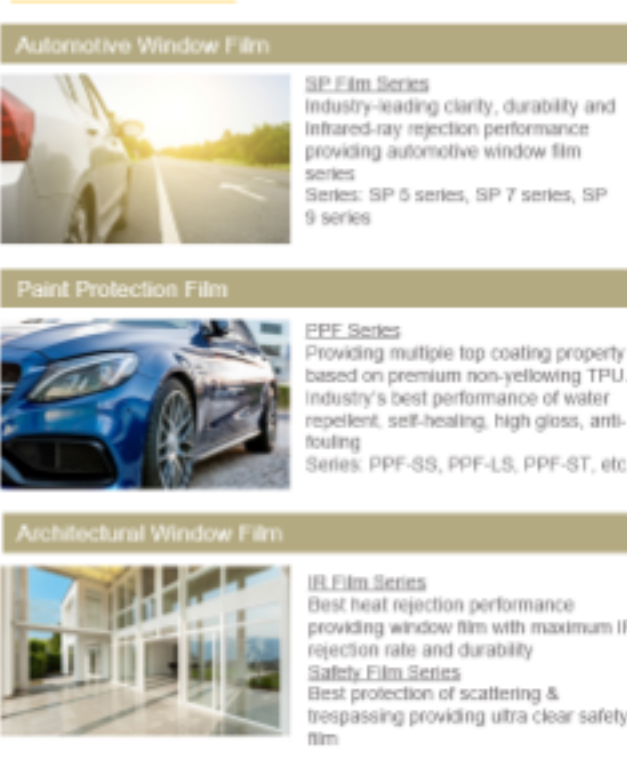 Automotive Window Film
SP Film Series
Industry-leading clarity, durability and
Infrared-ray rejection performance
providing automotive window film
series
Series: SP 5 series, SP 7 series, SP
9 series
Paint Protection Film
PPF Series
Providing multiple top coating property
based on premium non-yellowing TPU.
Industry's best performance of water
repellent, self-healing, high gloss, anti-
fouling
Series: PPF-SS, PPF-LS, PPF-ST, etc
Architectural Window Film
IR Film Series
Best heat rejection performance
providing window film with maximum IR
rejection rate and durability
Safety Film Series
Best protection of scattering &
trespassing providing ultra clear safety
film